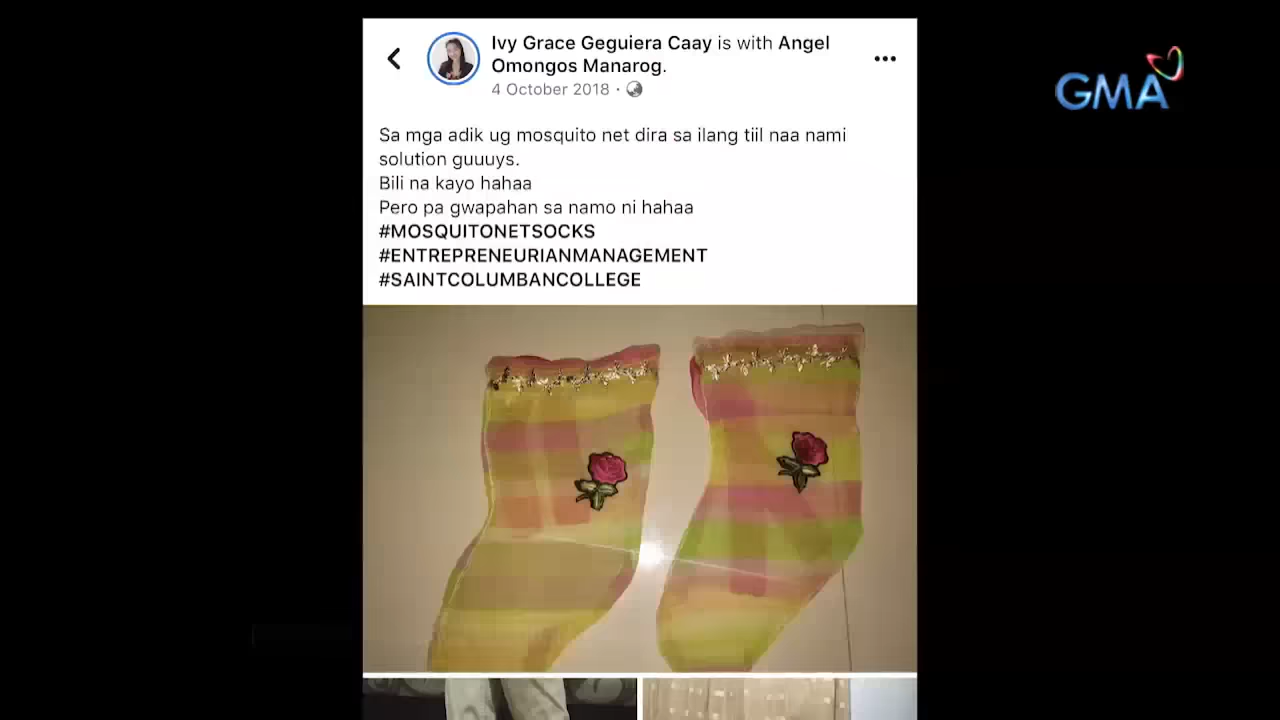 Ivy Grace Geguiera Caay is with Angel
Omongos Manarog.
4 October 2018 ·
Sa mga adik ug mosquito net dira sa ilang tiil naa nami
solution guuuys.
Bili na kayo hahaa
Pero pa gwapahan sa namo ni hahaa
#MOSQUITONETSOCKS
#ENTREPRENEURIANMANAGEMENT
#SAINTCOLUMBANCOLLEGE
GMA